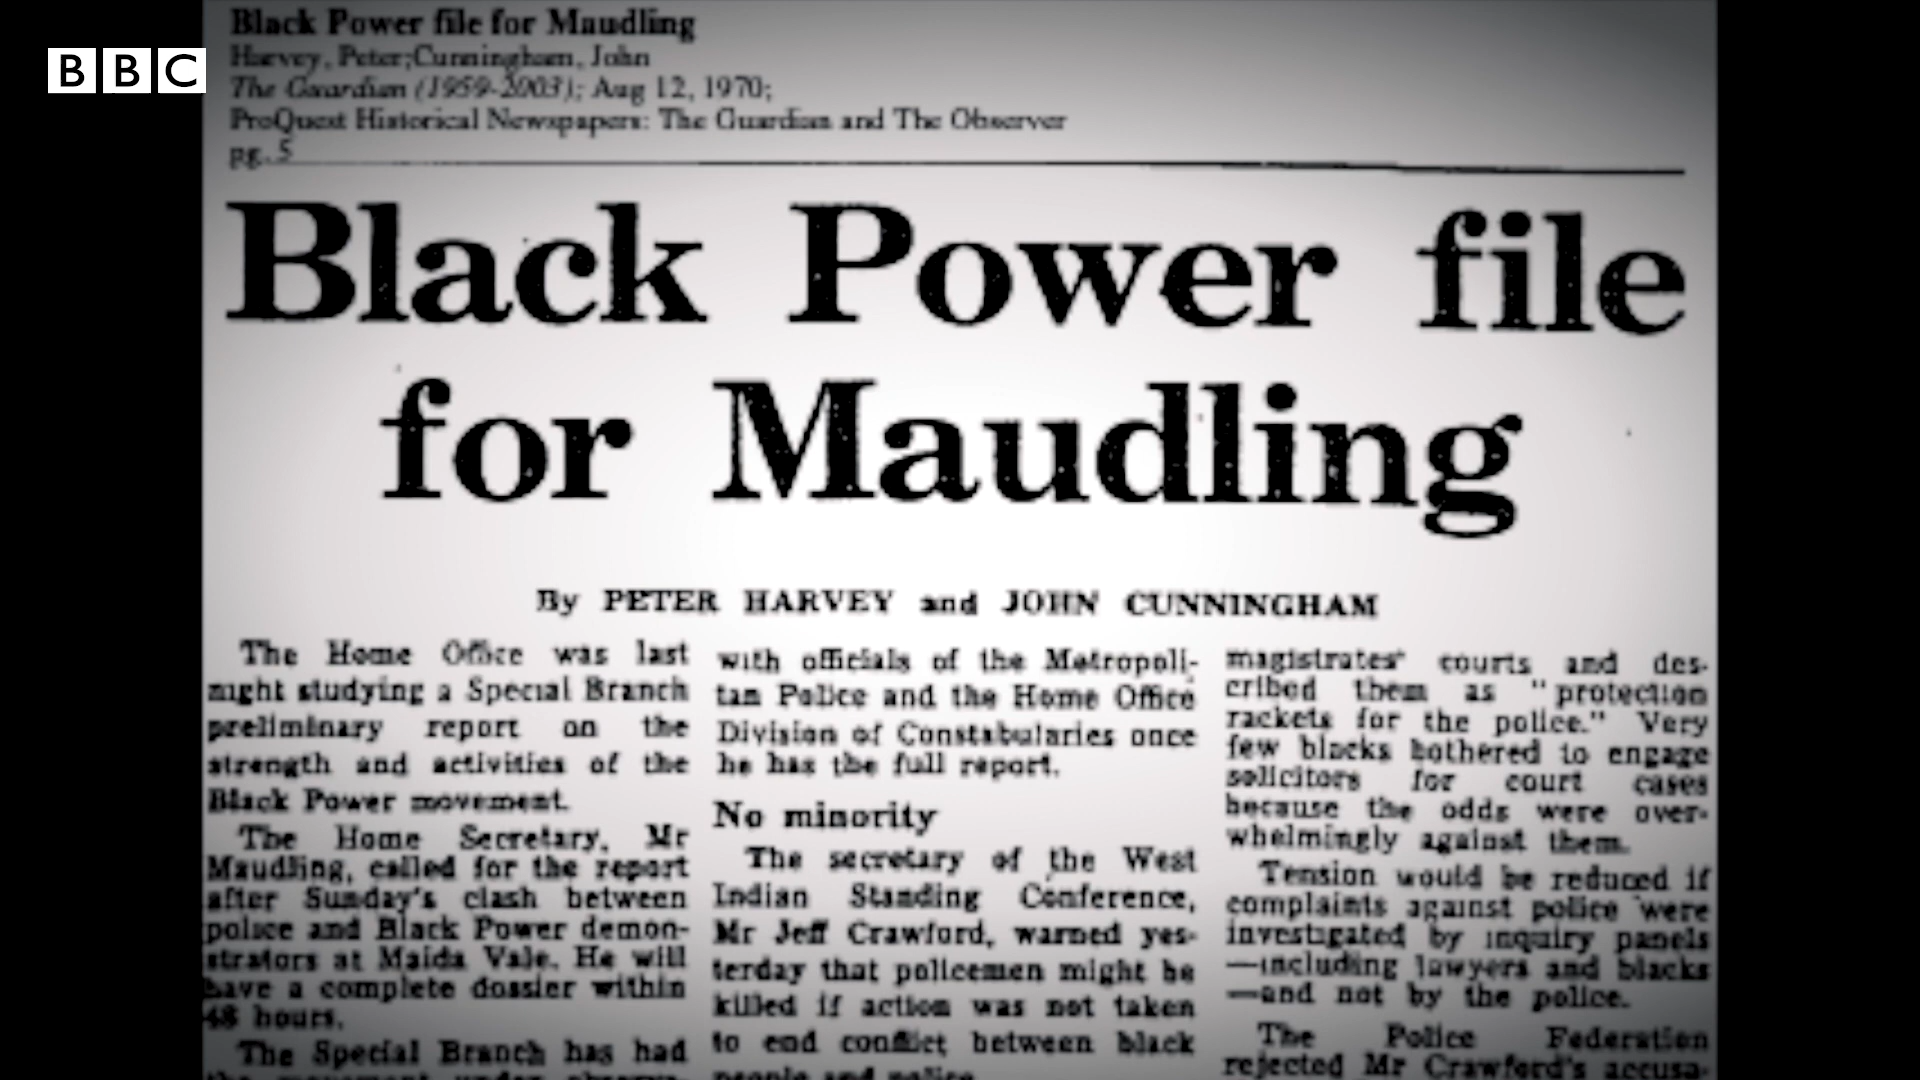 BBC
Black Power file for Maudling
Harvey, Peter;Cunningham, John
The Guardian (1959-2003); Aug 12, 1970;
ProQuest Historical Newspapers: The Guardian and The Observer
pg. 5
Black Power file
for Maudling
By PETER HARVEY and JOHN CUNNINGHAM
The Home Office was last
night studying a Special Branch
preliminary report on the
strength and activities of the
Black Power movement.
The Home Secretary, Mr
Maudling, called for the report
after Sunday's clash between
police and Black Power demon-
strators at Maida Vale. He will
have a complete dossier within
48 hours.
The Special Branch has had
with officials of the Metropoli-
tan Police and the Home Office
Division of Constabularies once
he has the full report.
No minority
The secretary of the West
Indian Standing Conference,
Mr Jeff Crawford, warned yes-
terday that policemen might be
killed if action was not taken
to end conflict between black
people and police.
magistrates' courts and des-
cribed them as "protection
rackets for the police." Very
few blacks bothered to engage
solicitors for court cases
because the odds were over-
whelmingly against them.
Tension would be reduced if
complaints against police were
investigated by inquiry panels
—including lawyers and blacks
—and not by the police.
The Police Federation
rejected Mr Crawford's accusa-